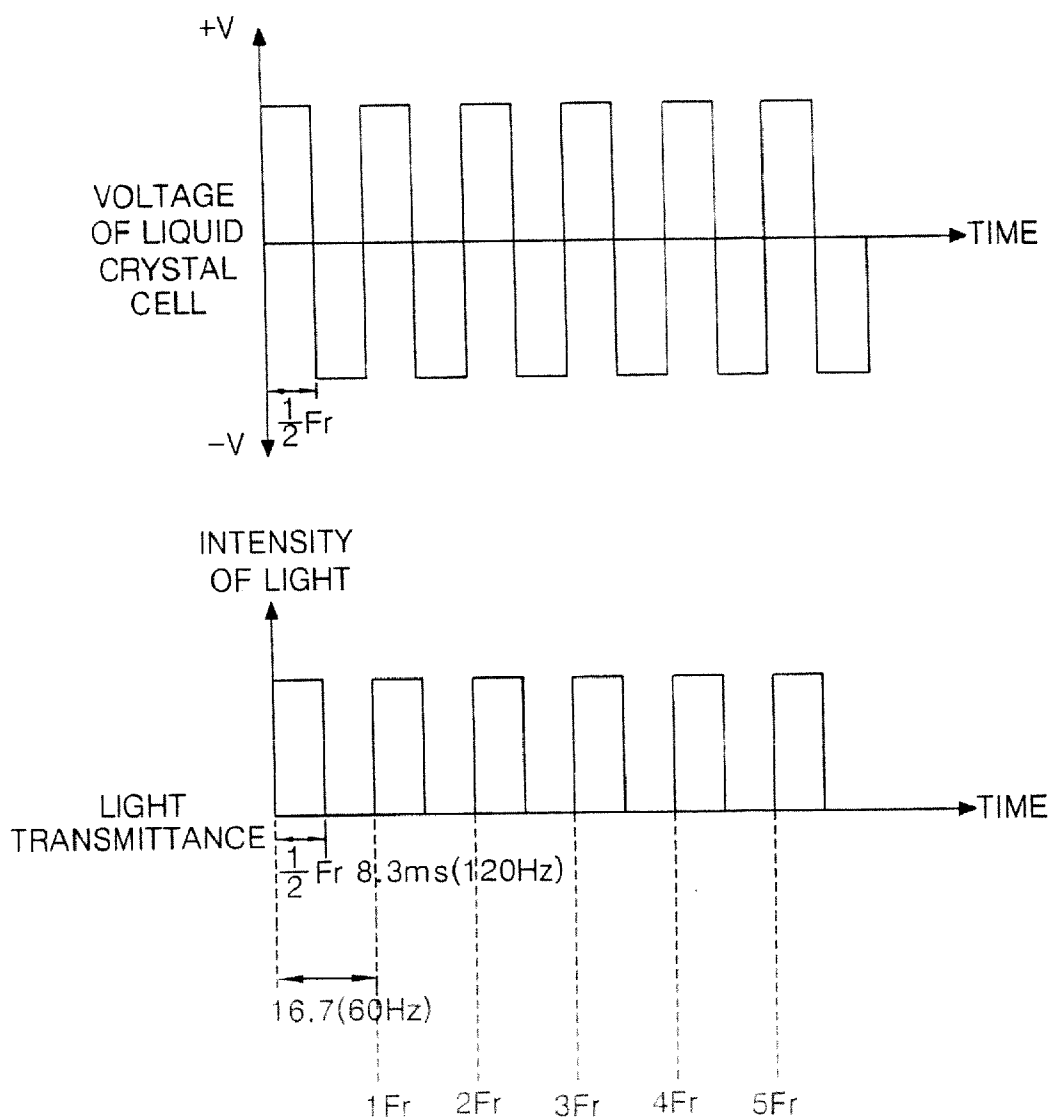 +V
VOLTAGE
OF LIQUID
CRYSTAL
CELL
TIME
1/2 Fr
–V
INTENSITY
OF LIGHT
LIGHT
TRANSMITTANCE
TIME
1/2 Fr 8.3ms(120Hz)
16.7(60Hz)
1Fr 2Fr 3Fr 4Fr 5Fr